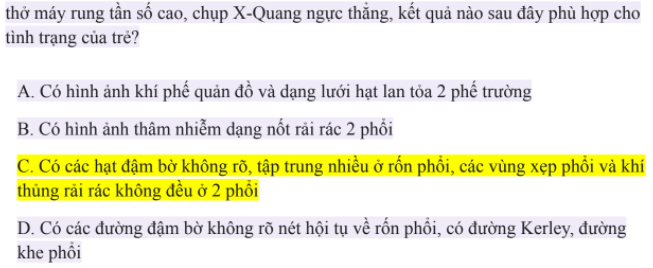 thở máy rung tần số cao, chụp X-Quang ngực thẳng, kết quả nào sau đây phù hợp cho
tình trạng của trẻ?
A. Có hình ảnh khí phế quản đồ và dạng lưới hạt lan tỏa 2 phế trường
B. Có hình ảnh thâm nhiễm dạng nốt rải rác 2 phổi
C. Có các hạt đậm bờ không rõ, tập trung nhiều ở rốn phổi, các vùng xẹp phổi và khí
thũng rải rác không đều ở 2 phổi
D. Có các đường đậm bờ không rõ nét hội tụ về rốn phổi, có đường Kerley, đường
khe phổi